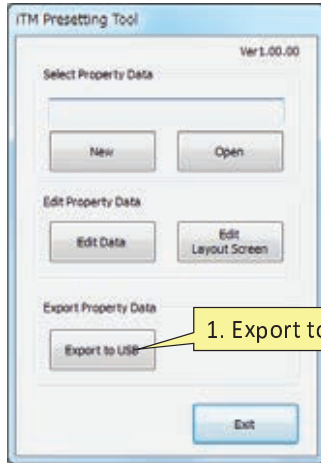 iTM Presetting Tool
Ver1.00.00
Select Property Data
New
Open
Edit Property Data
Edit Data
Edit
Layout Screen
Export Property Data
1. Export to
Export to USB
Exit